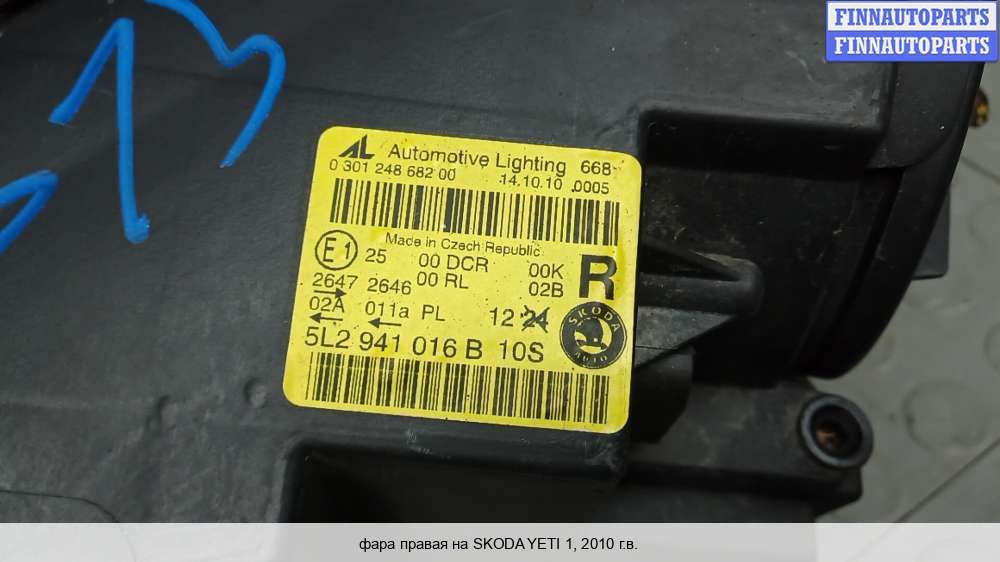 FINNAUTOPARTS
FINNAUTOPARTS
513
AL Automotive Lighting 668
0 301 248 682 00 14.10.10 0005
Made in Czech Republic
E1 25 00 DCR 00K R
00 RL 02B
2647 2646
02A 011a PL 12 24
SKODA
AUTO
5L2 941 016 B 10S
фара правая на SKODA YETI 1, 2010 г.в.